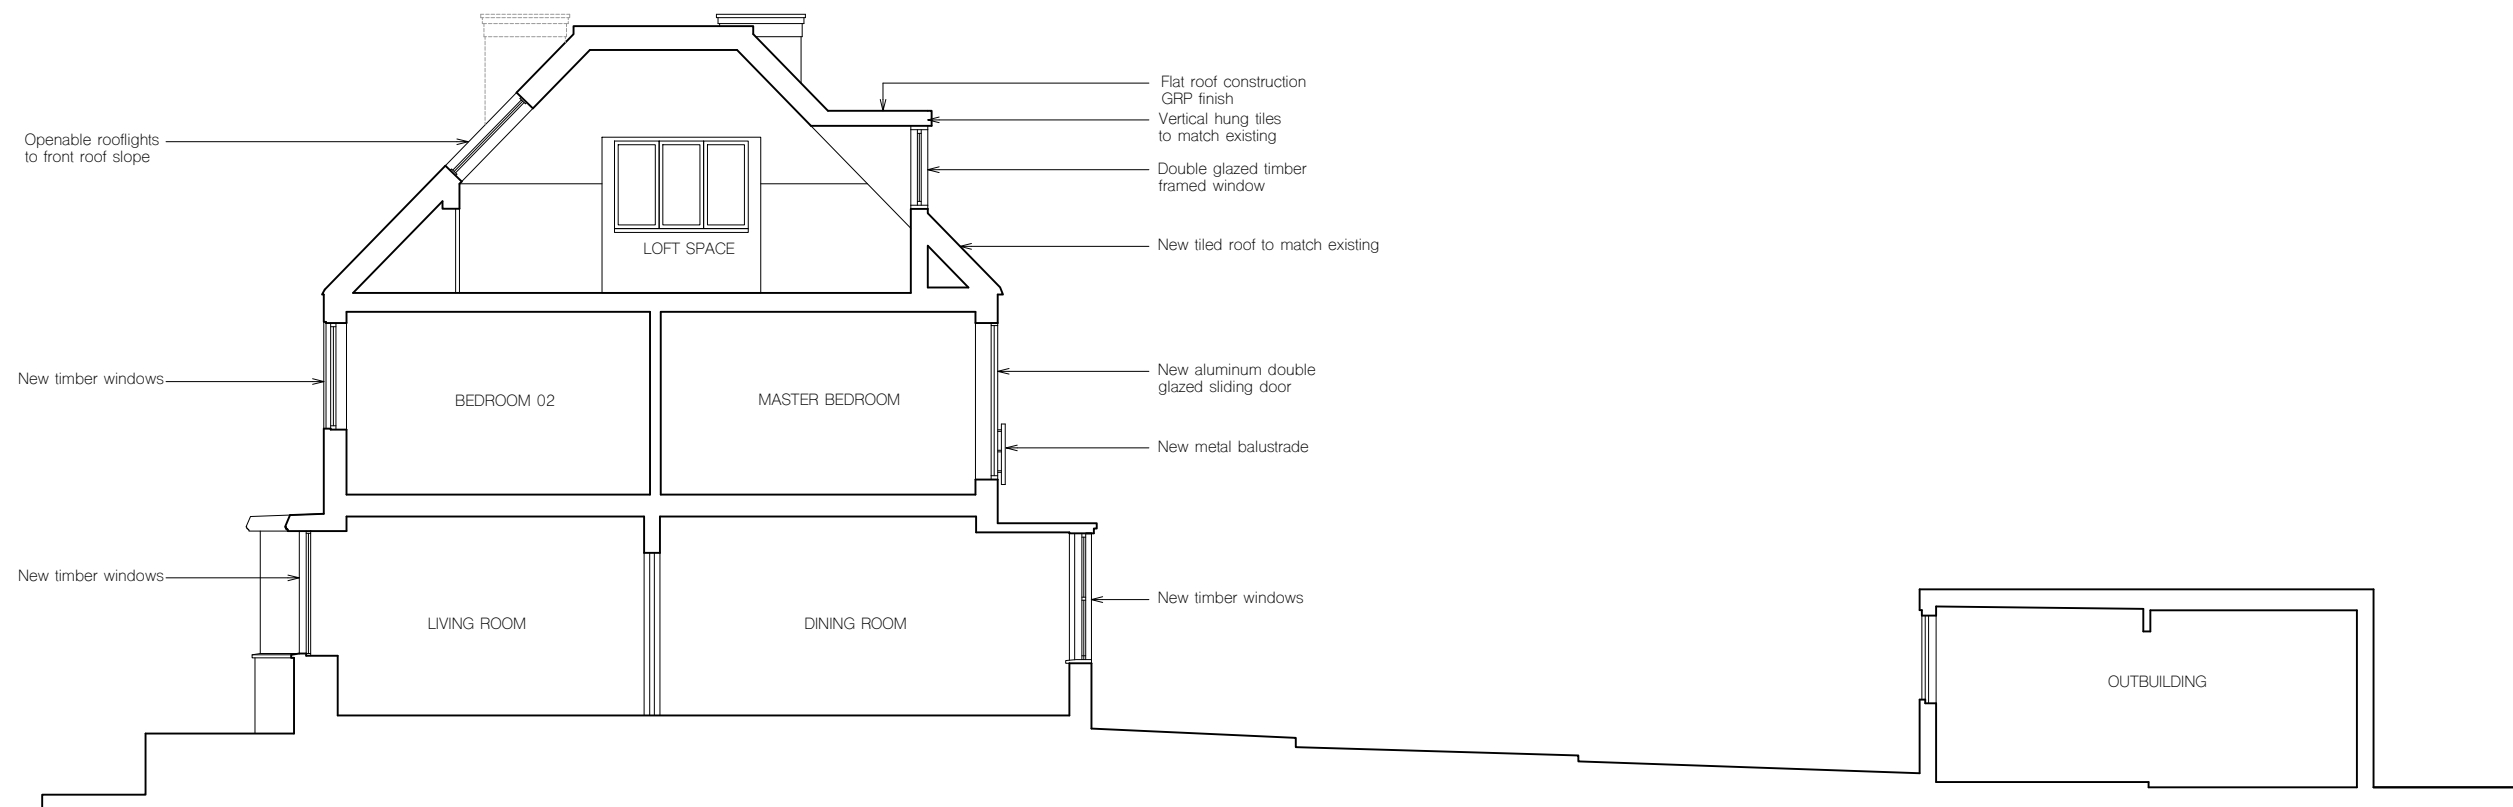 Flat roof construction
GRP finish
Vertical hung tiles
to match existing
Openable rooflights
to front roof slope
Double glazed timber
framed window
New tiled roof to match existing
LOFT SPACE
New timber windows
New aluminum double
glazed sliding door
BEDROOM 02
MASTER BEDROOM
New metal balustrade
New timber windows
New timber windows
LIVING ROOM
DINING ROOM
OUTBUILDING